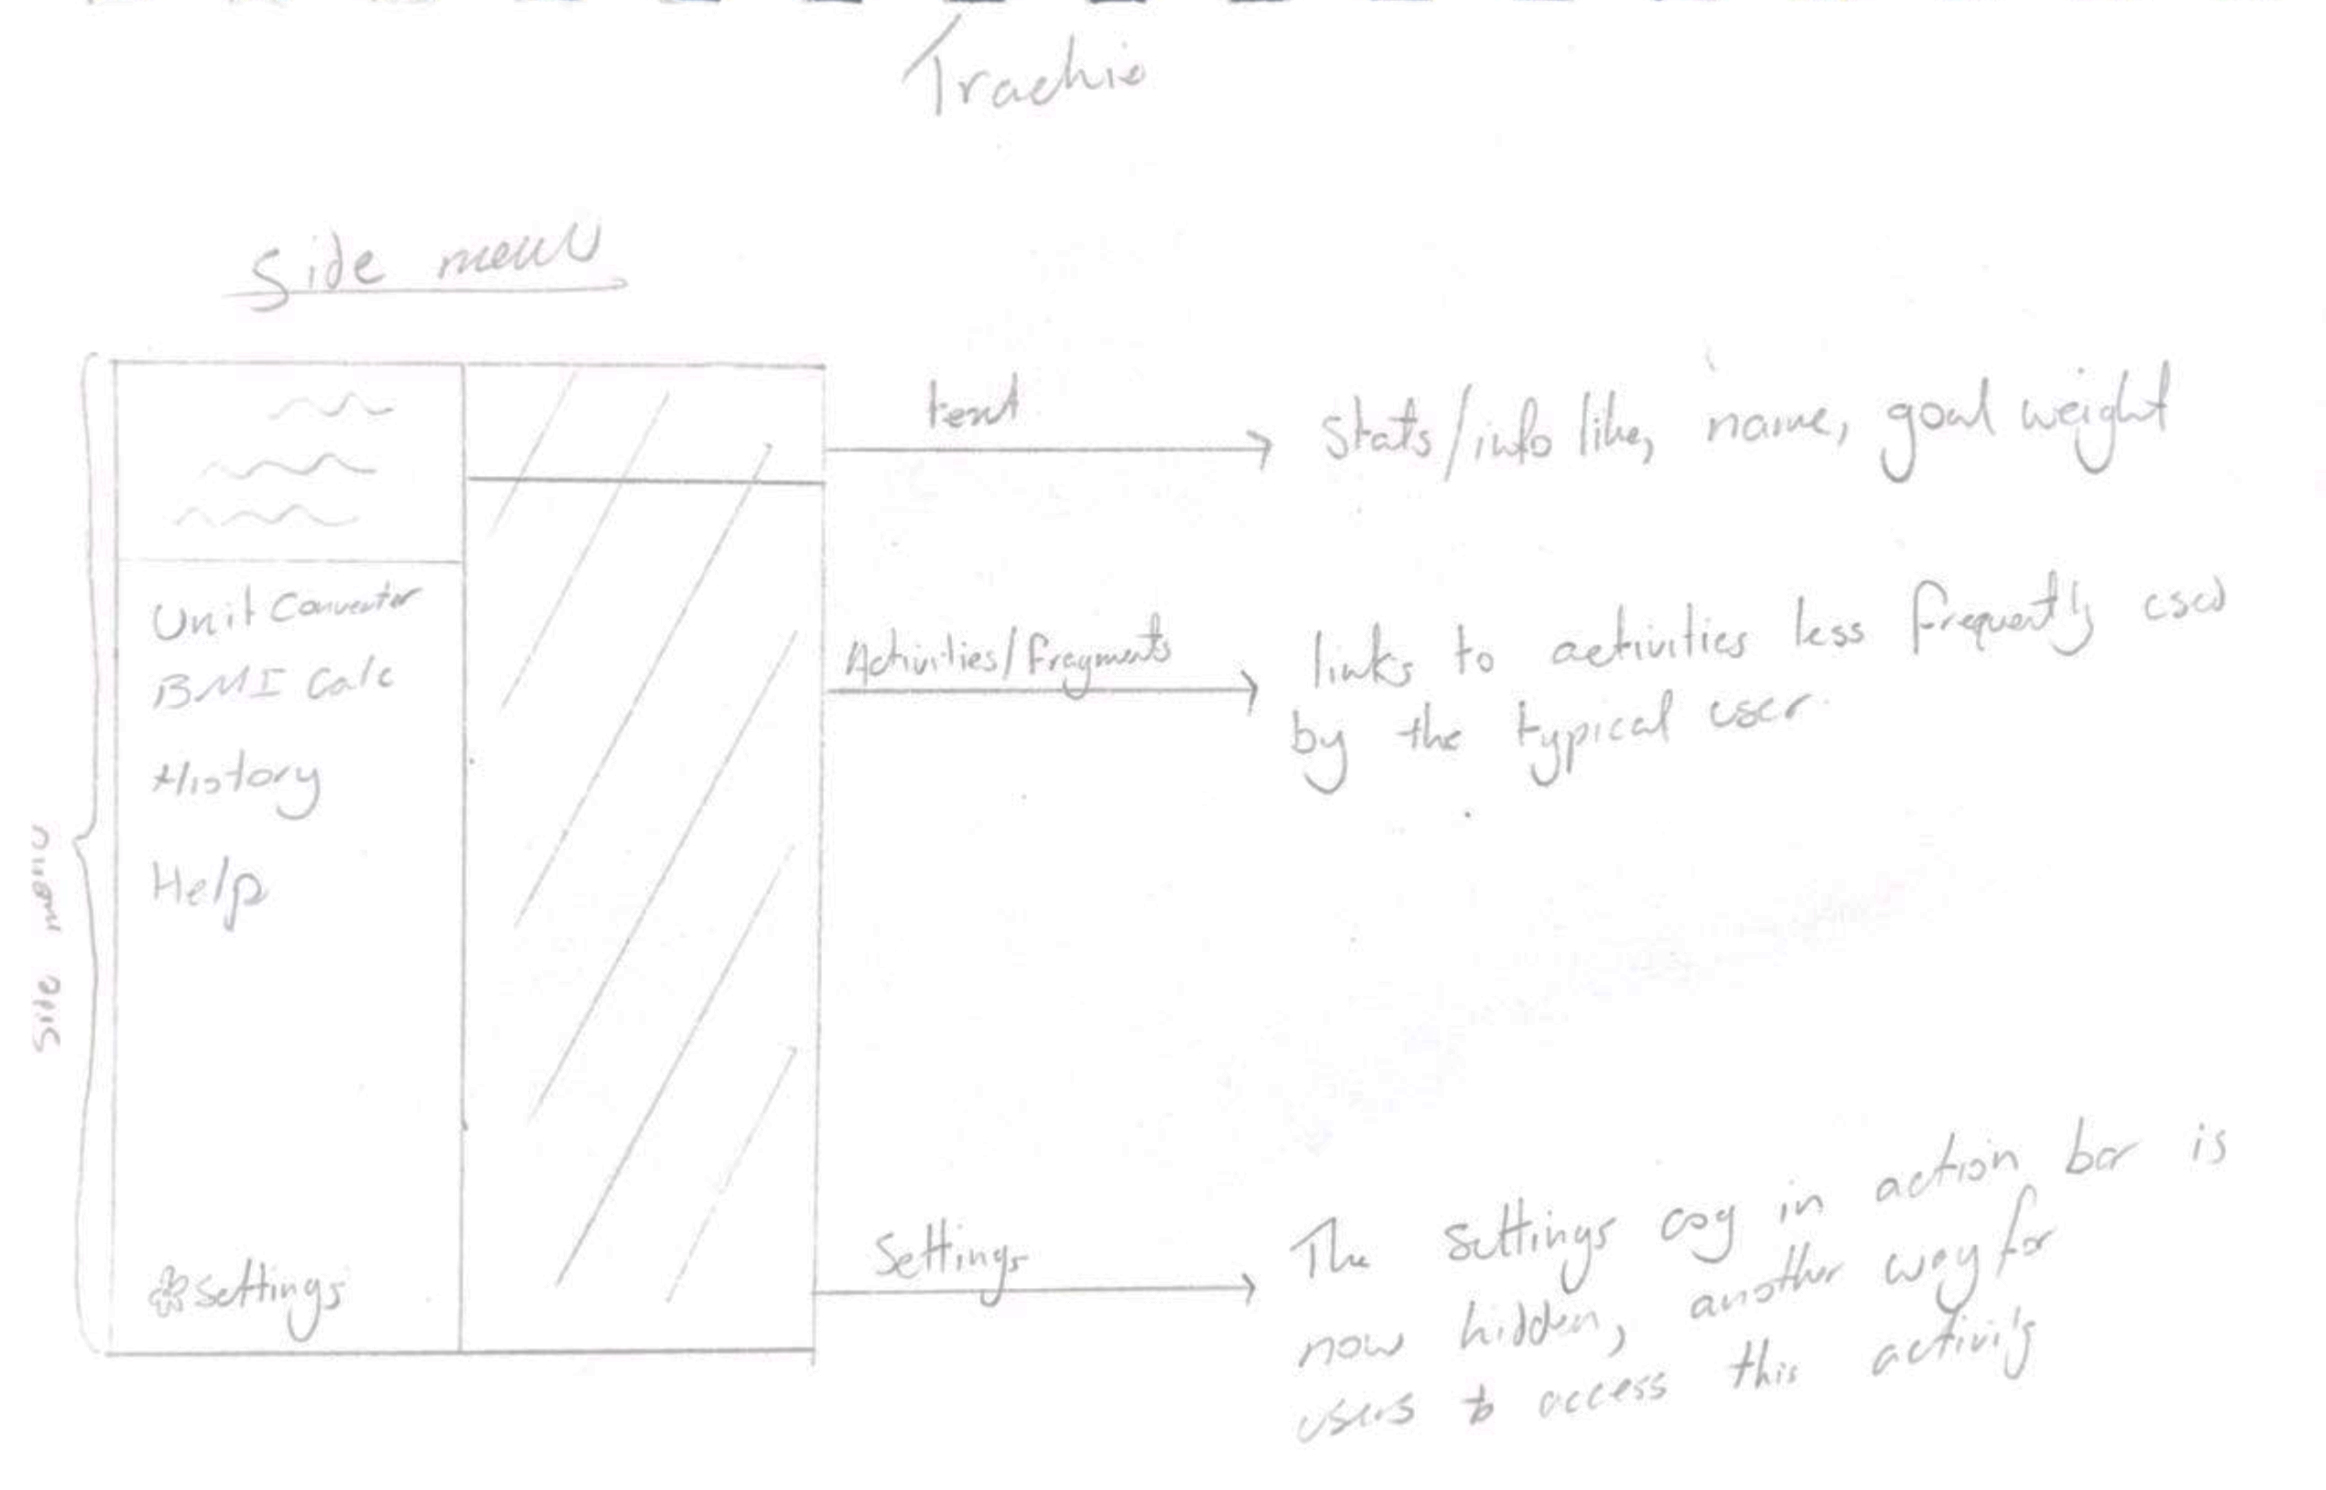 Trackie
Side menu
text
Stats/info like, name, goal weight
Unit Converter
BMI Calc
History
Help
Activities/fragments
links to activities less frequently used
by the typical user.
Side menu
Settings
Settings
The settings cog in action bar is
now hidden, another way for
users to access this activity